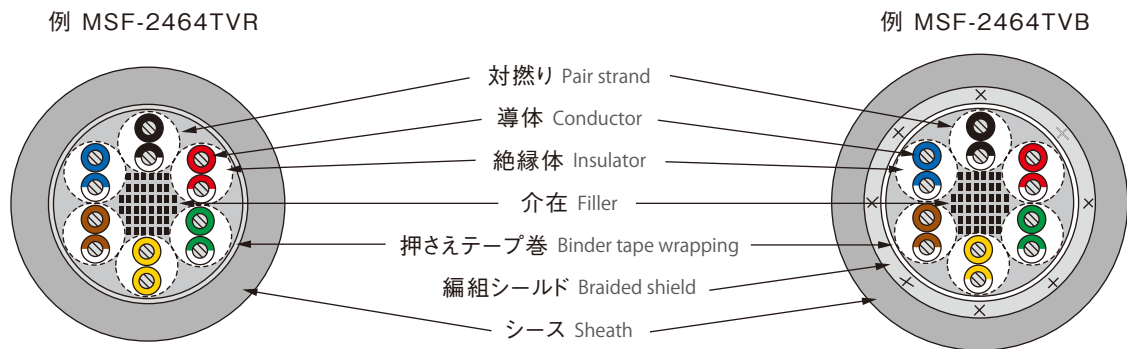 例 MSF-2464TVR
例 MSF-2464TVB
対撚り Pair strand
導体 Conductor
絶縁体 Insulator
介在 Filler
押さえテープ巻 Binder tape wrapping
編組シールド Braided shield
シース Sheath